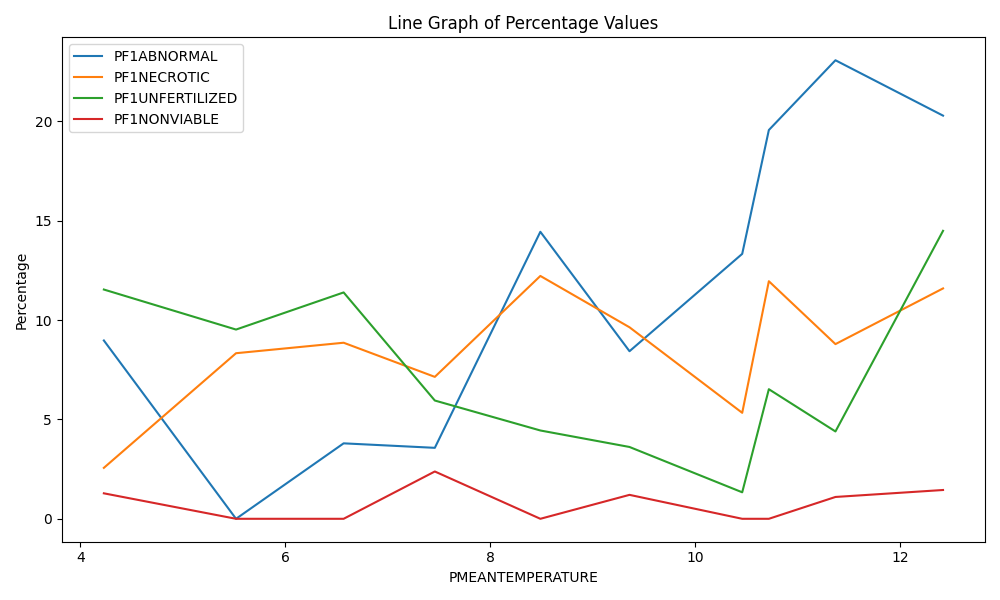 Line Graph of Percentage Values
PF1ABNORMAL
PF1NECROTIC
PF1UNFERTILIZED
PF1NONVIABLE
20
15
10
5
0
Percentage
4 6 8 10 12
PMEANTEMPERATURE